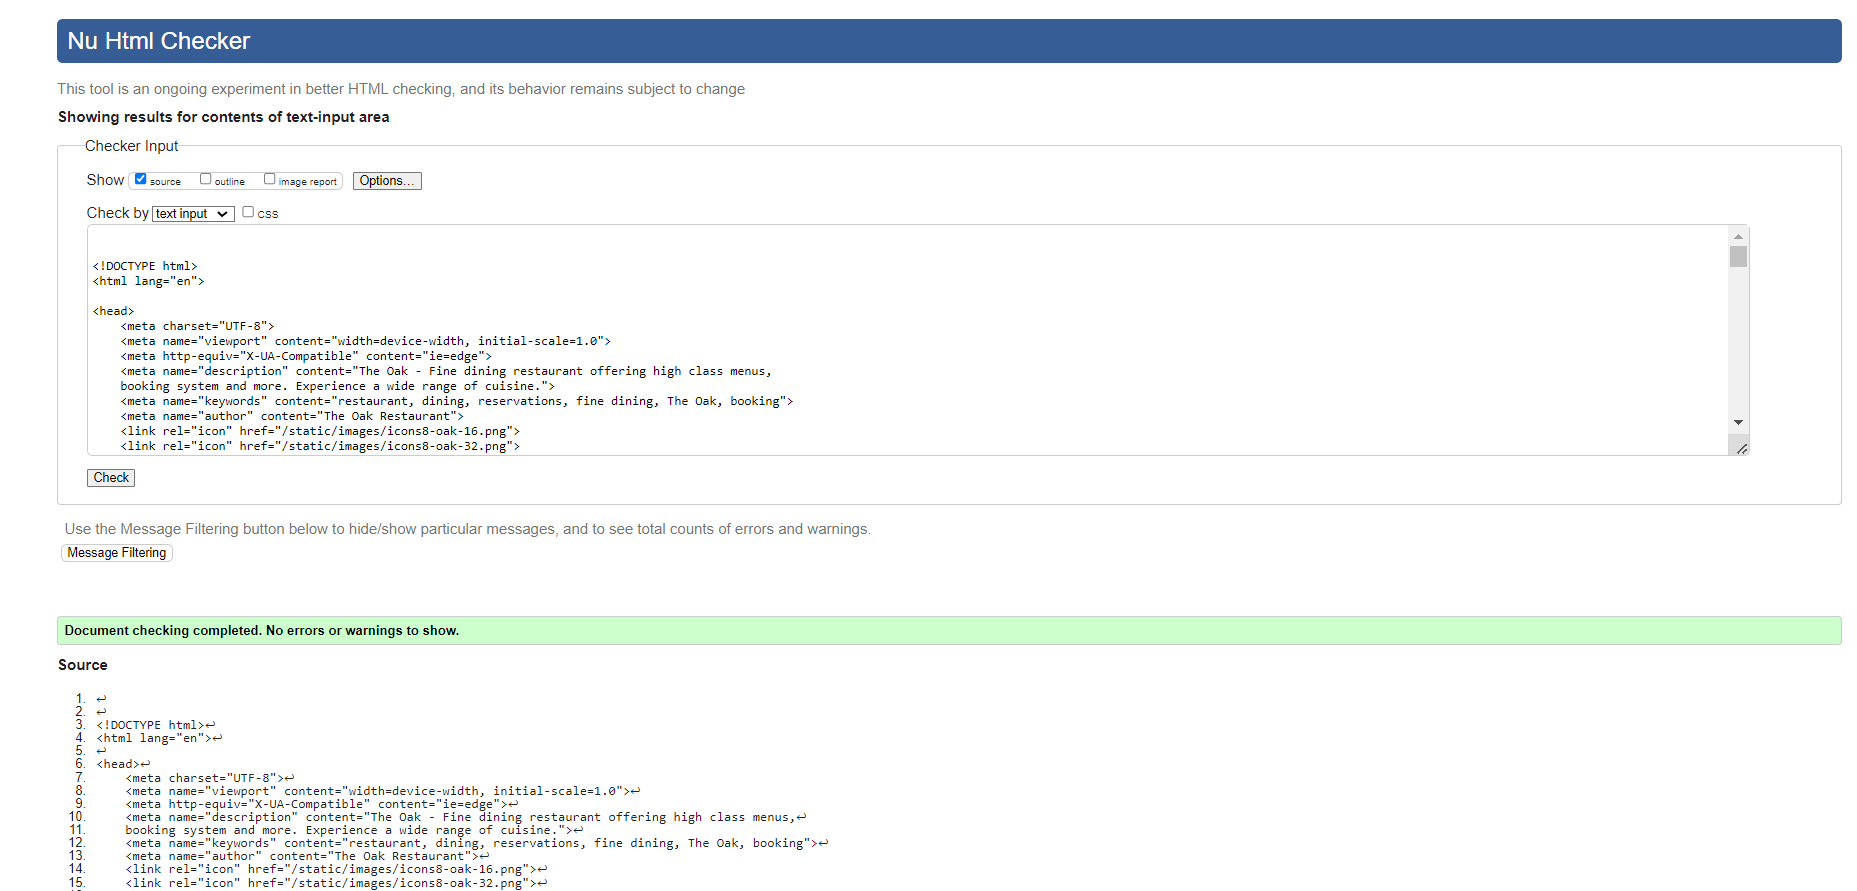 Nu Html Checker
This tool is an ongoing experiment in better HTML checking, and its behavior remains subject to change
Showing results for contents of text-input area
Checker Input
Show source outline image report Options...
Check by text input css
<!DOCTYPE html>
<html lang="en">
<head>
<meta charset="UTF-8">
<meta name="viewport" content="width=device-width, initial-scale=1.0">
<meta http-equiv="X-UA-Compatible" content="ie=edge">
<meta name="description" content="The Oak - Fine dining restaurant offering high class menus,
booking system and more. Experience a wide range of cuisine.">
<meta name="keywords" content="restaurant, dining, reservations, fine dining, The Oak, booking">
<meta name="author" content="The Oak Restaurant">
<link rel="icon" href="/static/images/icons8-oak-16.png">
<link rel="icon" href="/static/images/icons8-oak-32.png">
Check
Use the Message Filtering button below to hide/show particular messages, and to see total counts of errors and warnings.
Message Filtering
Document checking completed. No errors or warnings to show.
Source
1. ↩
2. ↩
3. <!DOCTYPE html>↩
4. <html lang="en">↩
5. ↩
6. <head>↩
7. <meta charset="UTF-8">↩
8. <meta name="viewport" content="width=device-width, initial-scale=1.0">↩
9. <meta http-equiv="X-UA-Compatible" content="ie=edge">↩
10. <meta name="description" content="The Oak - Fine dining restaurant offering high class menus,↩
11. booking system and more. Experience a wide range of cuisine.">↩
12. <meta name="keywords" content="restaurant, dining, reservations, fine dining, The Oak, booking">↩
13. <meta name="author" content="The Oak Restaurant">↩
14. <link rel="icon" href="/static/images/icons8-oak-16.png">↩
15. <link rel="icon" href="/static/images/icons8-oak-32.png">↩